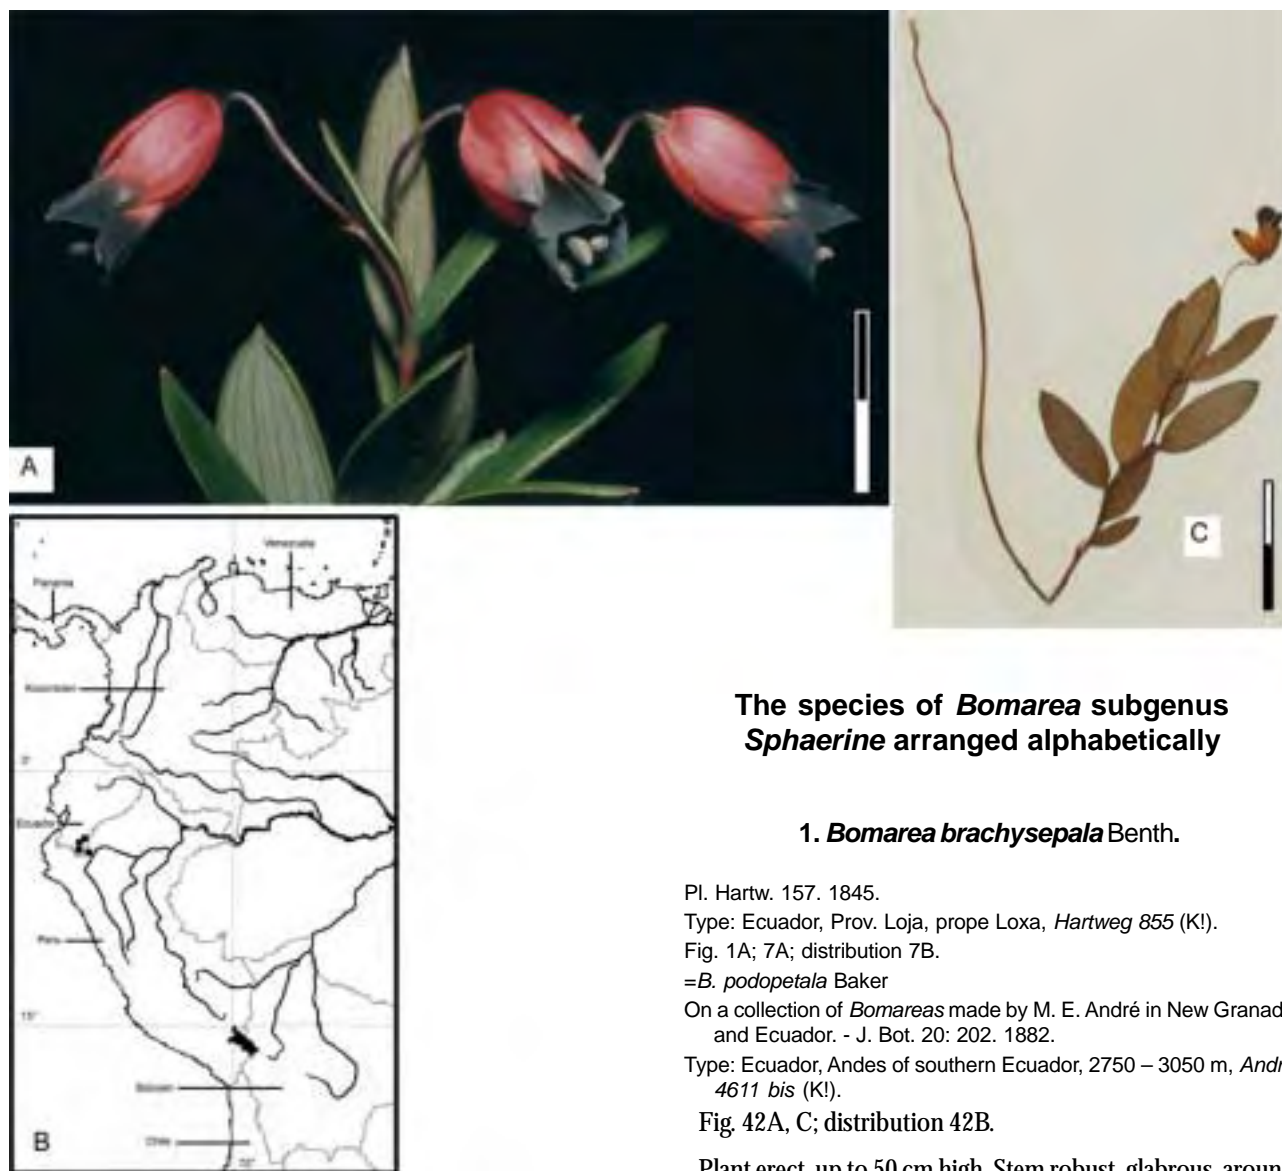 A
C
Venezuela
Panama
0°
Ecuador
Peru
15°
Chile
B
The species of Bomarea subgenus
Sphaerine arranged alphabetically
1. Bomarea brachysepala Benth.
Pl. Hartw. 157. 1845.
Type: Ecuador, Prov. Loja, prope Loxa, Hartweg 855 (K!).
Fig. 1A; 7A; distribution 7B.
=B. podopetala Baker
On a collection of Bomareas made by M. E. André in New Granad
and Ecuador. - J. Bot. 20: 202. 1882.
Type: Ecuador, Andes of southern Ecuador, 2750 – 3050 m, Andr
4611 bis (K!).
Fig. 42A, C; distribution 42B.
Plant erect, up to 50 cm high. Stem robust, glabrous, aroun